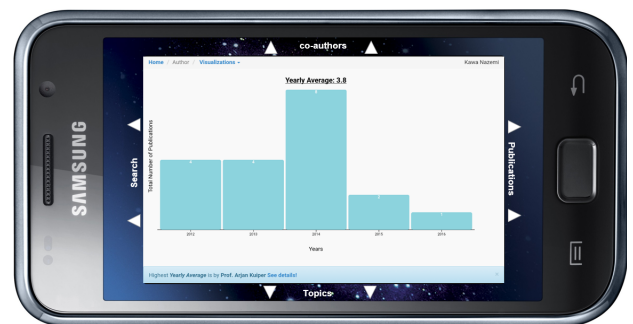 SAMSUNG
co-authors
Home / Author / Visualizations
Kawa Nazemi
Yearly Average: 3.8
Total Number of Publications
2012
2013
2014
2015
2016
Years
Highest Yearly Average is by Prof. Arjan Kuiper See details!
Search
Publications
Topics